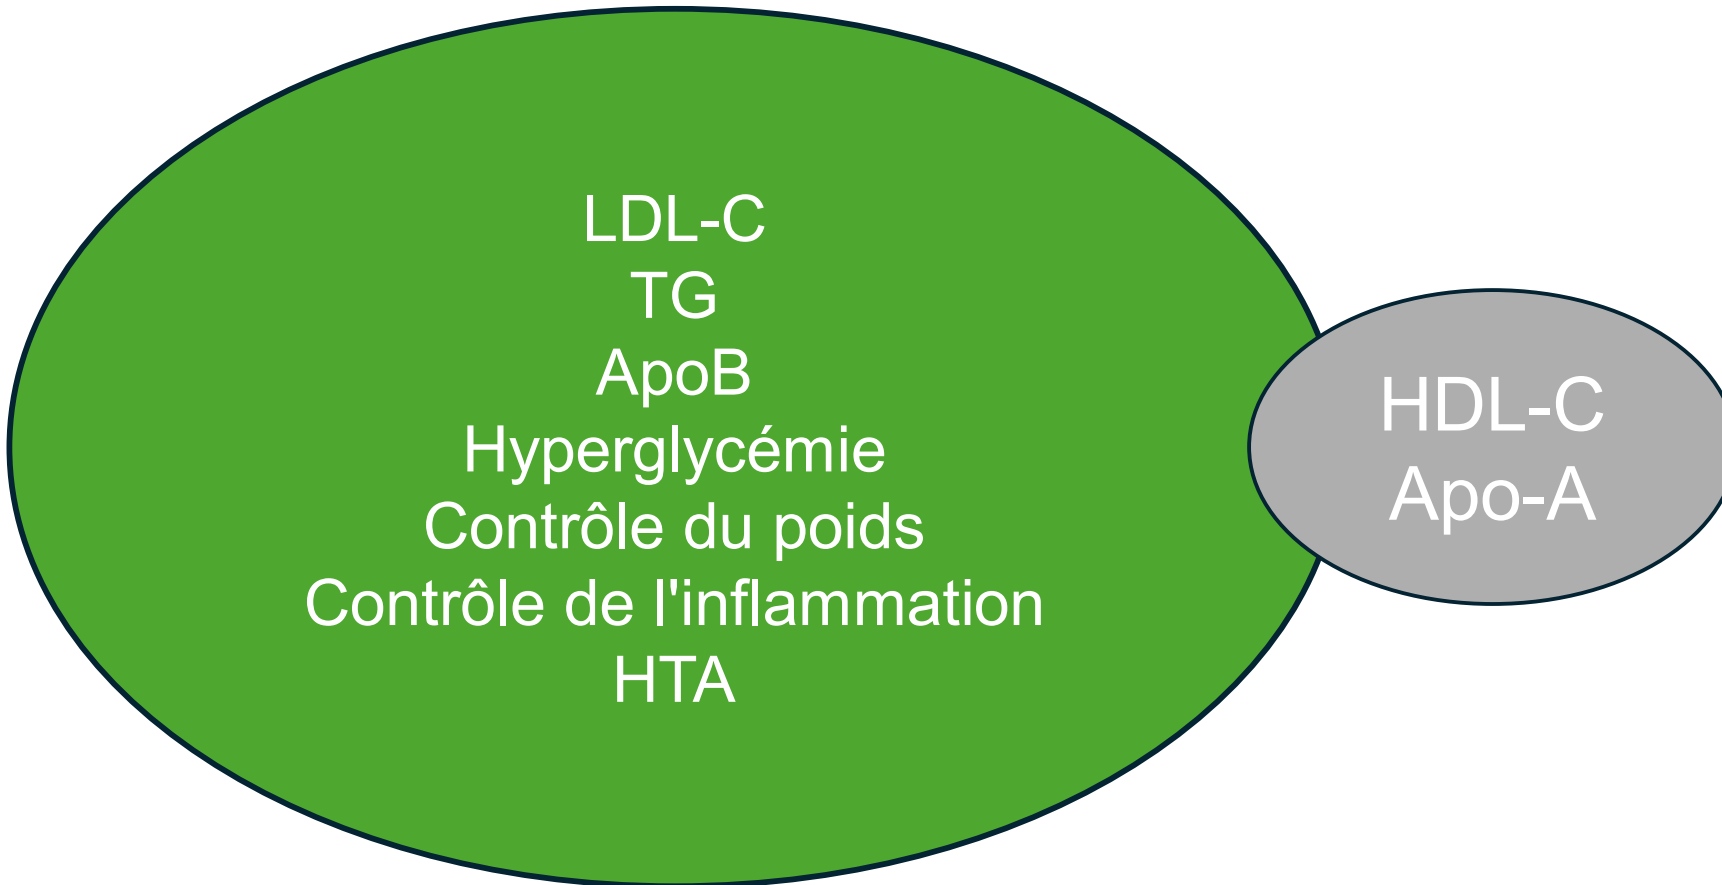 LDL-C
TG
ApoB
Hyperglycémie
Contrôle du poids
Contrôle de l'inflammation
HTA
HDL-C
Apo-A